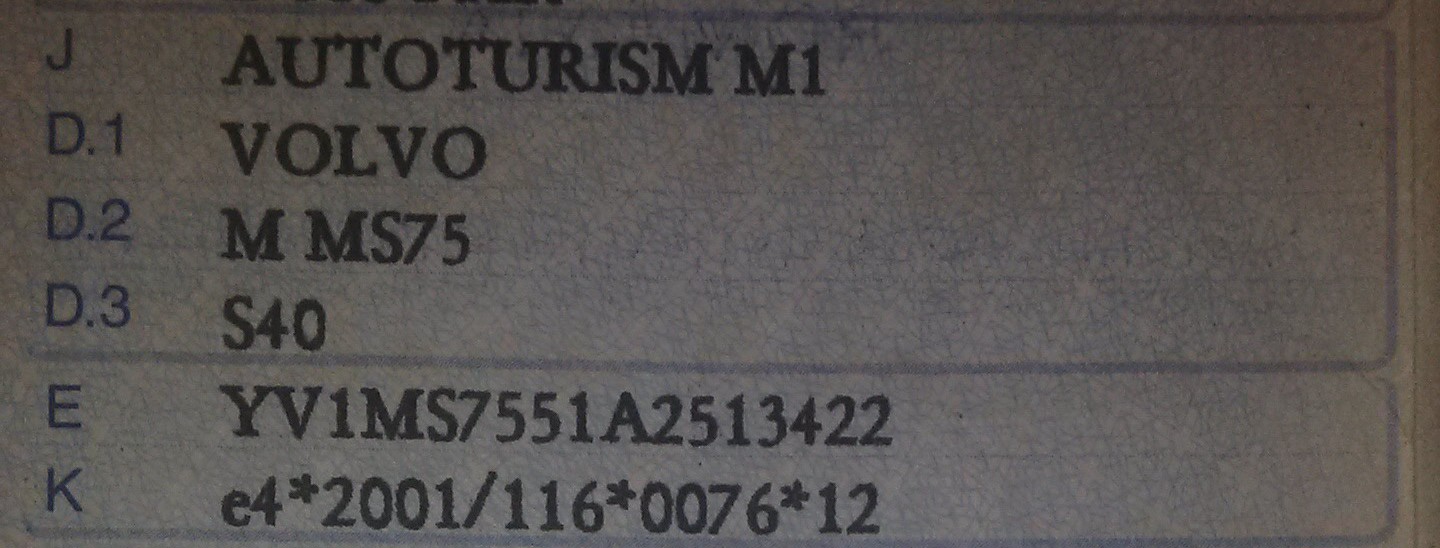 J AUTOTURISM M1
D.1 VOLVO
D.2 M MS75
D.3 S40
E YV1MS7551A2513422
K e4*2001/116*0076*12